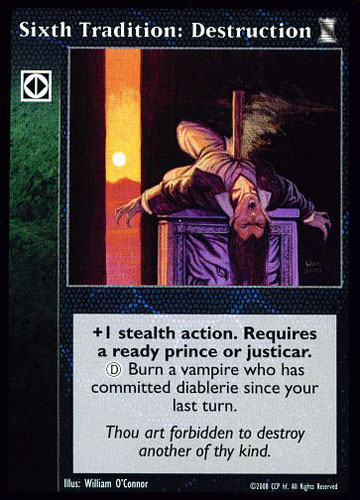 Sixth Tradition: Destruction
+1 stealth action. Requires
a ready prince or justicar.
Ⓓ Burn a vampire who has
committed diablerie since your
last turn.
Thou art forbidden to destroy
another of thy kind.
Illus: William O'Connor
©2008 CCP hf. All Rights Reserved